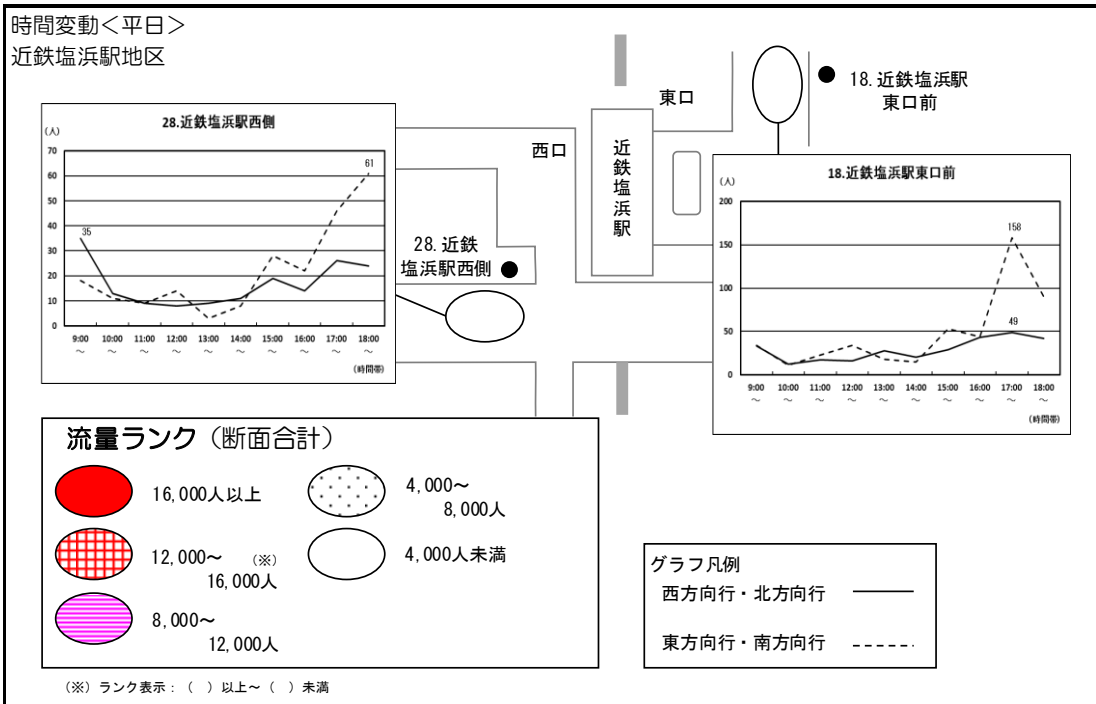 時間変動＜平日＞
近鉄塩浜駅地区
28.近鉄塩浜駅西側
(人)
70
60
50
40
30
20
10
0
35
61
9:00 10:00 11:00 12:00 13:00 14:00 15:00 16:00 17:00 18:00
～ ～ ～ ～ ～ ～ ～ ～ ～ ～
(時間帯)
西口
東口
近鉄塩浜駅
28.近鉄
塩浜駅西側
18.近鉄塩浜駅
東口前
18.近鉄塩浜駅東口前
(人)
200
150
100
50
0
158
49
9:00 10:00 11:00 12:00 13:00 14:00 15:00 16:00 17:00 18:00
～ ～ ～ ～ ～ ～ ～ ～ ～ ～
(時間帯)
流量ランク（断面合計）
16,000人以上
12,000～ （※）
16,000人
8,000～
12,000人
4,000～
8,000人
4,000人未満
（※）ランク表示：（ ）以上～（ ）未満
グラフ凡例
西方向行・北方向行
東方向行・南方向行